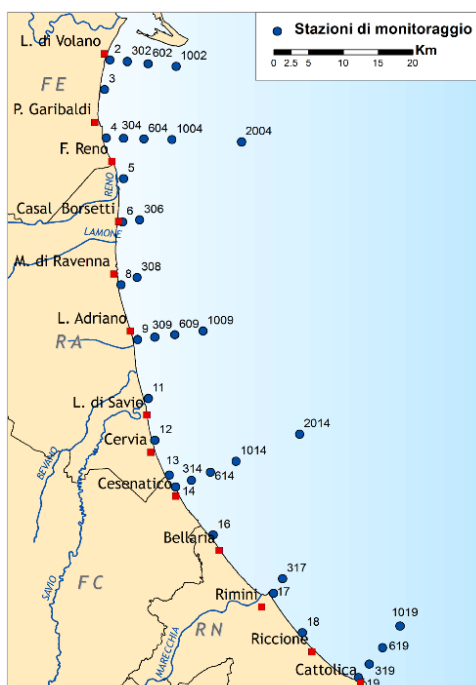 Stazioni di monitoraggio
0 2.5 5 10 15 20
Km
L. di Volano
2 302 602 1002
FE
3
P. Garibaldi
4 304 604 1004 2004
F. Reno
5
RENO
Casal Borsetti
6 306
LAMONE
M. di Ravenna
8 308
L. Adriano
9 309 609 1009
RA
11
L. di Savio
12
Cervia
2014
BEVANO
13 314 614 1014
Cesenatico
14
16
Bellaria
SAVIO
FC
317
17
Rimini
RN
MARECCHIA
18
Riccione
1019
619
Cattolica
319
19